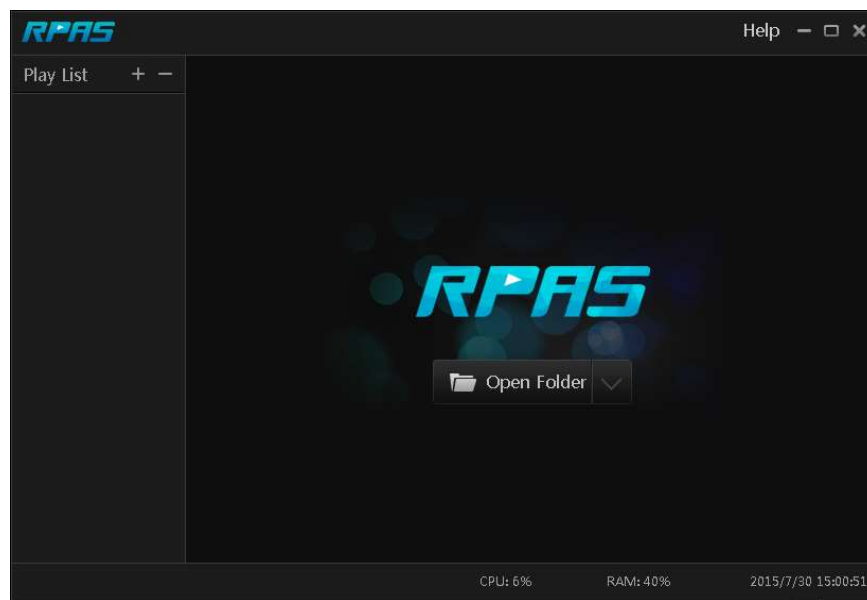 RPAS
Help
Play List + −
RPAS
Open Folder
CPU: 6% RAM: 40% 2015/7/30 15:00:51